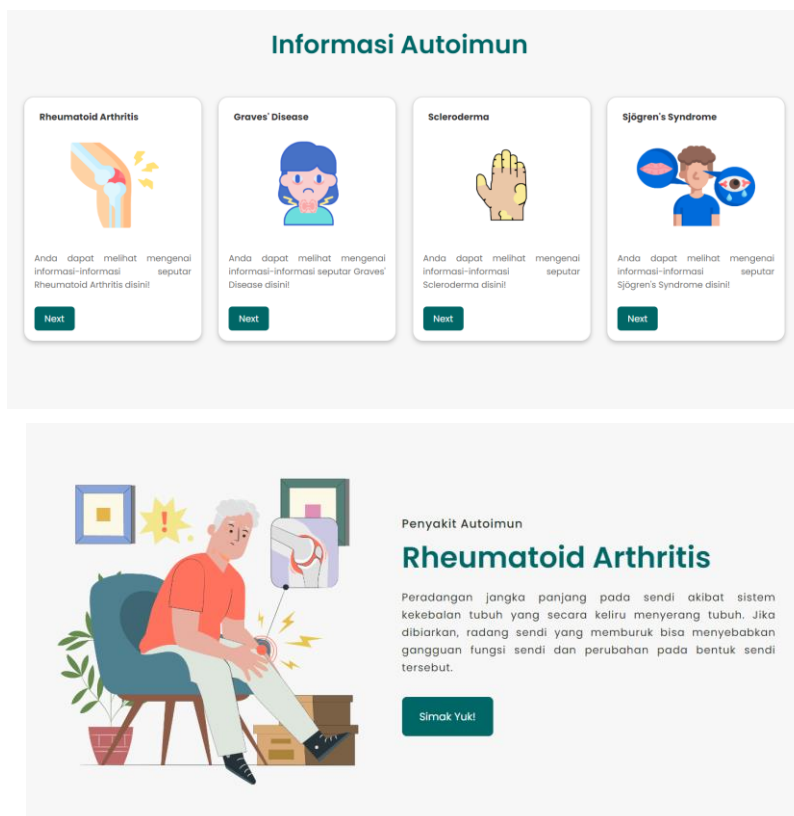 Informasi Autoimun
Rheumatoid Arthritis
Anda dapat melihat mengenai
informasi-informasi seputar
Rheumatoid Arthritis disini!
Next
Graves' Disease
Anda dapat melihat mengenai
informasi-informasi seputar Graves'
Disease disini!
Next
Scleroderma
Anda dapat melihat mengenai
informasi-informasi seputar
Scleroderma disini!
Next
Sjögren's Syndrome
Anda dapat melihat mengenai
informasi-informasi seputar
Sjögren's Syndrome disini!
Next
Penyakit Autoimun
Rheumatoid Arthritis
Peradangan jangka panjang pada sendi akibat sistem
kekebalan tubuh yang secara keliru menyerang tubuh. Jika
dibiarkan, radang sendi yang memburuk bisa menyebabkan
gangguan fungsi sendi dan perubahan pada bentuk sendi
tersebut.
Simak Yuk!